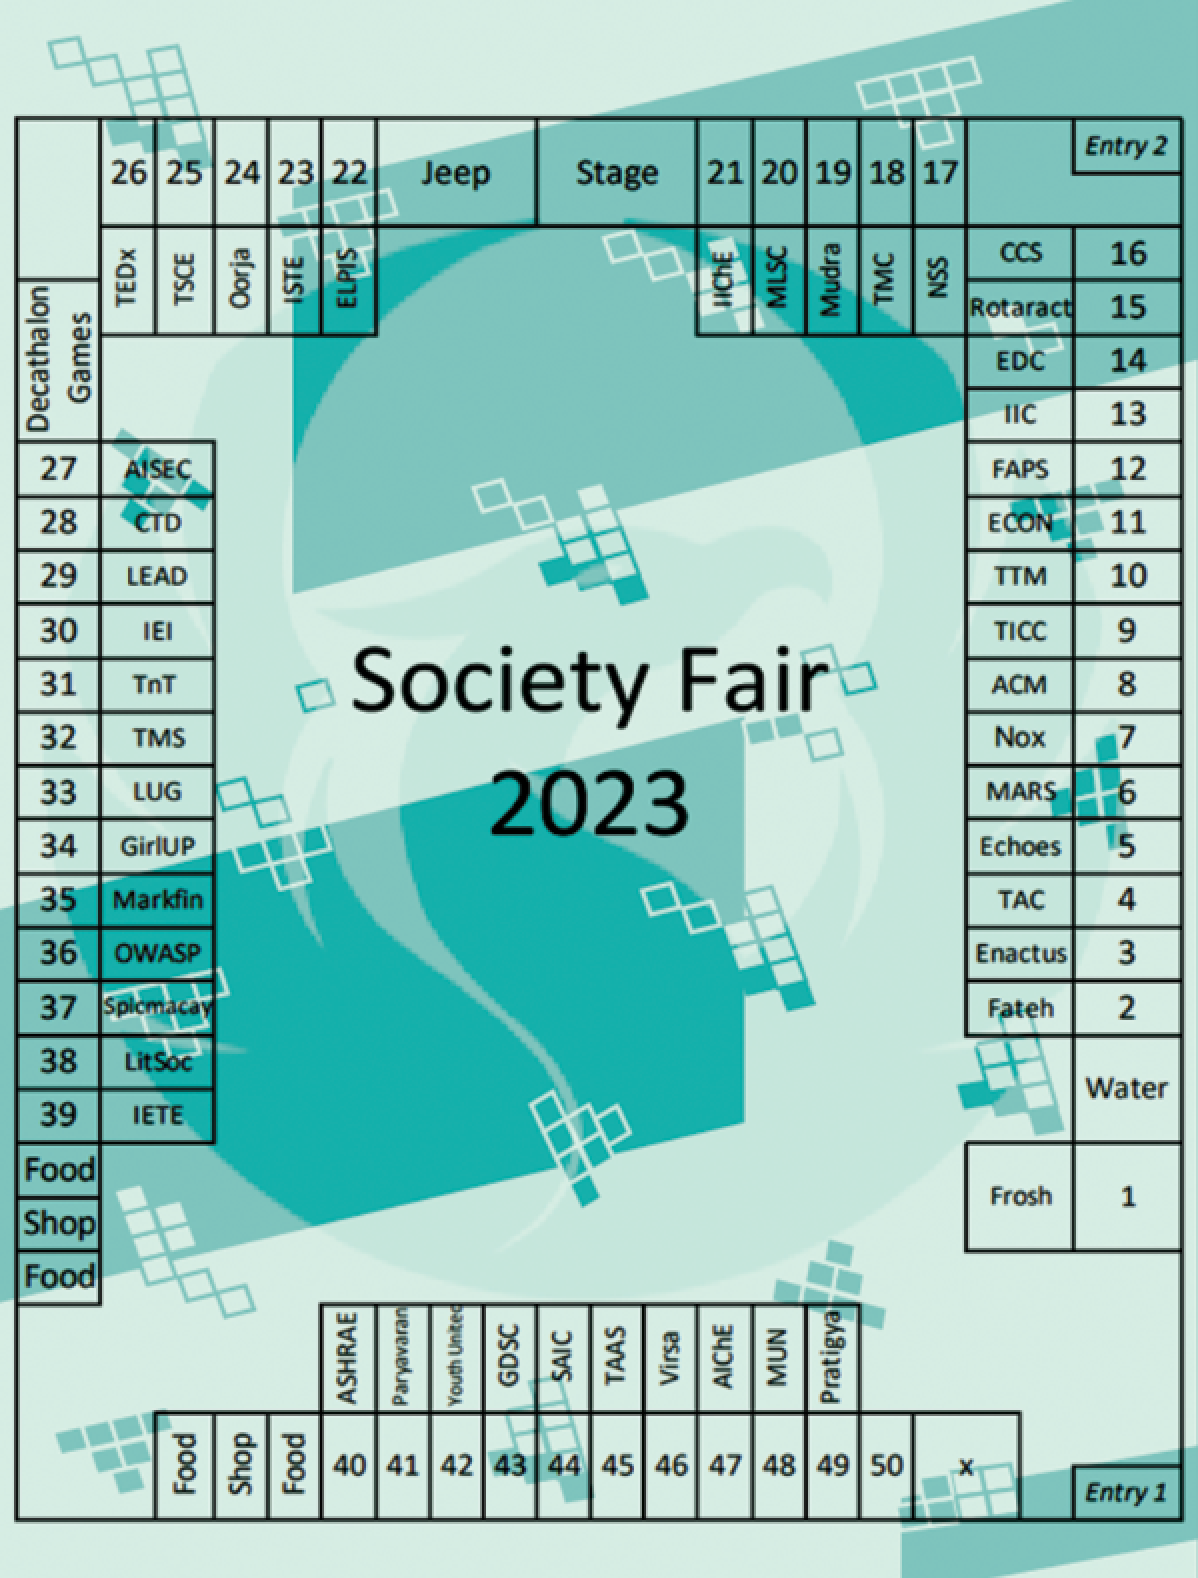 Entry 2
26 25 24 23 22 Jeep Stage 21 20 19 18 17
TEDx TSCE Oorja ISTE ELPIS IIChE MLSC Mudra TMC NSS
CCS 16
Rotaract 15
EDC 14
IIC 13
FAPS 12
ECON 11
TTM 10
TICC 9
ACM 8
Nox 7
MARS 6
Echoes 5
TAC 4
Enactus 3
Fateh 2
Water
Frosh 1
Decathalon
Games
27 AISEC
28 CTD
29 LEAD
30 IEI
31 TnT
32 TMS
33 LUG
34 GirlUP
35 Markfin
36 OWASP
37 Spicmacay
38 LitSoc
39 IETE
Food
Shop
Food
Society Fair
2023
ASHRAE Paryavaran Youth United GDSC SAIC TAAS Virsa AIChE MUN Pratigya
Food Shop Food 40 41 42 43 44 45 46 47 48 49 50 x
Entry 1